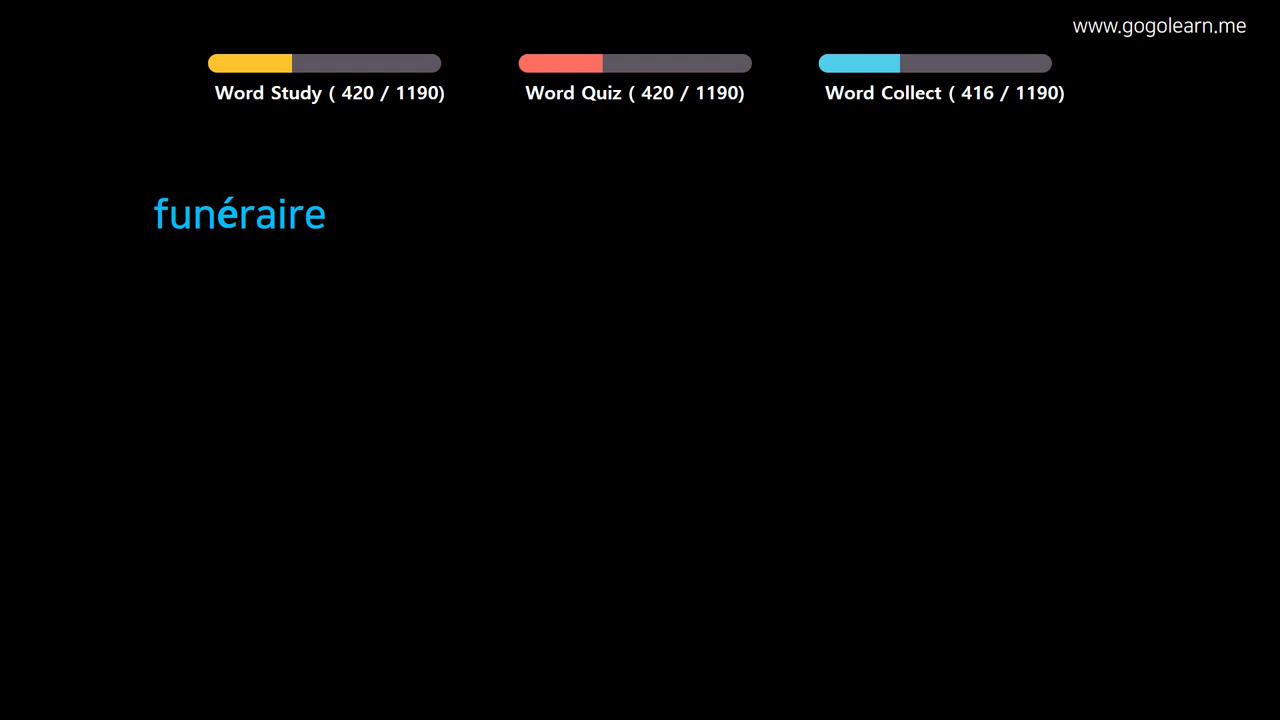 www.gogolearn.me
Word Study ( 420 / 1190) Word Quiz ( 420 / 1190) Word Collect ( 416 / 1190)
funéraire